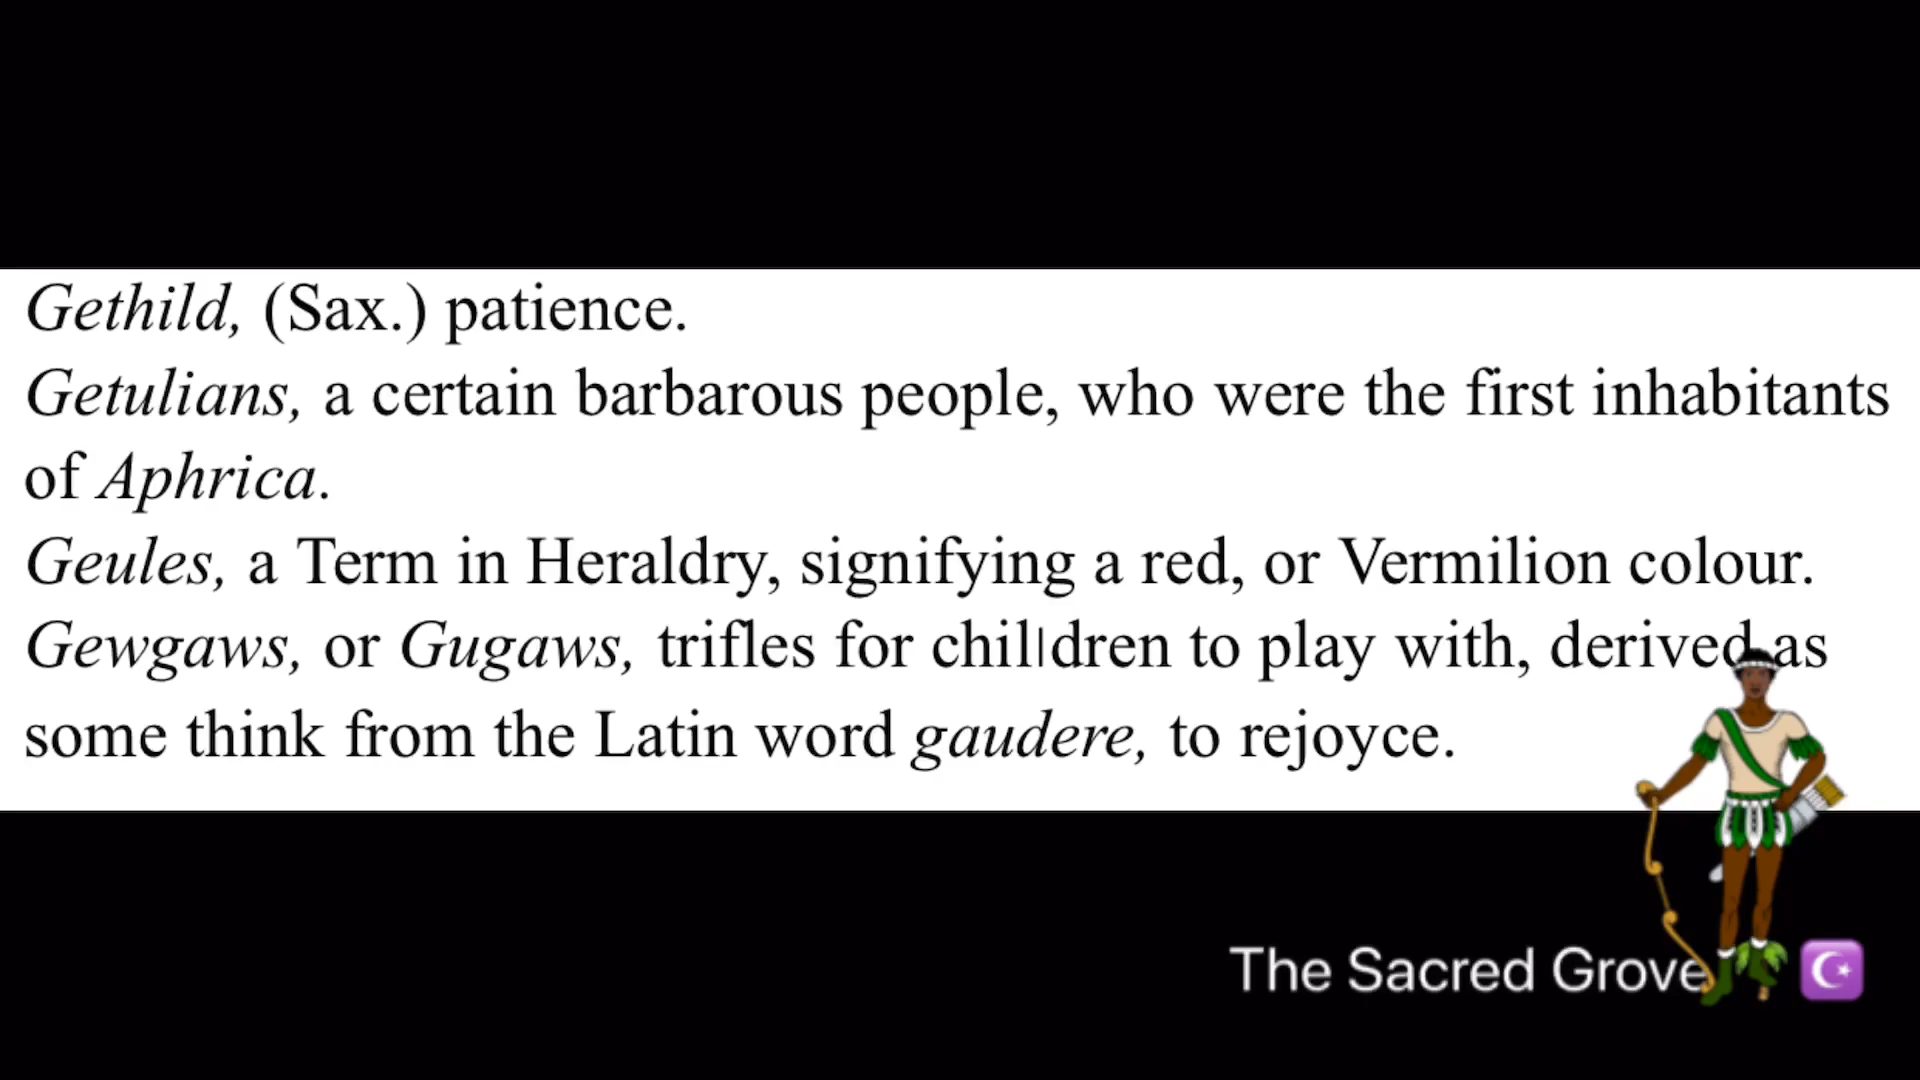 Gethild, (Sax.) patience.
Getulians, a certain barbarous people, who were the first inhabitants
of Aphrica.
Geules, a Term in Heraldry, signifying a red, or Vermilion colour.
Gewgaws, or Gugaws, trifles for chil|dren to play with, derived as
some think from the Latin word gaudere, to rejoyce.
The Sacred Grove